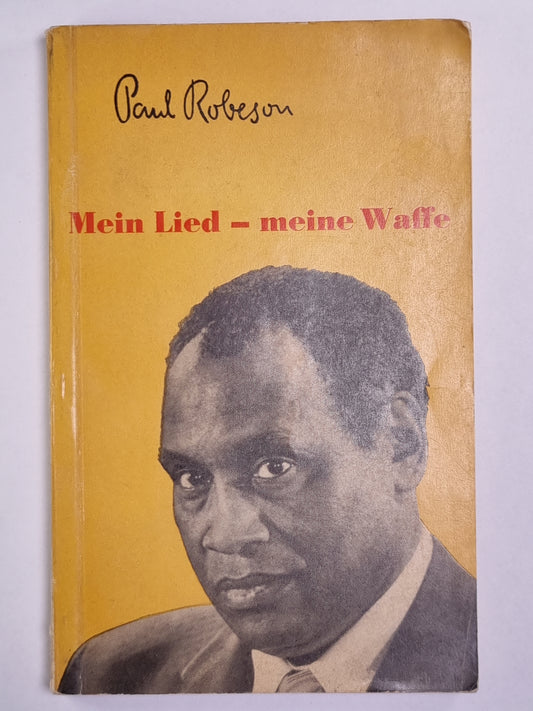 Paul Robeson
Mein Lied – meine Waffe